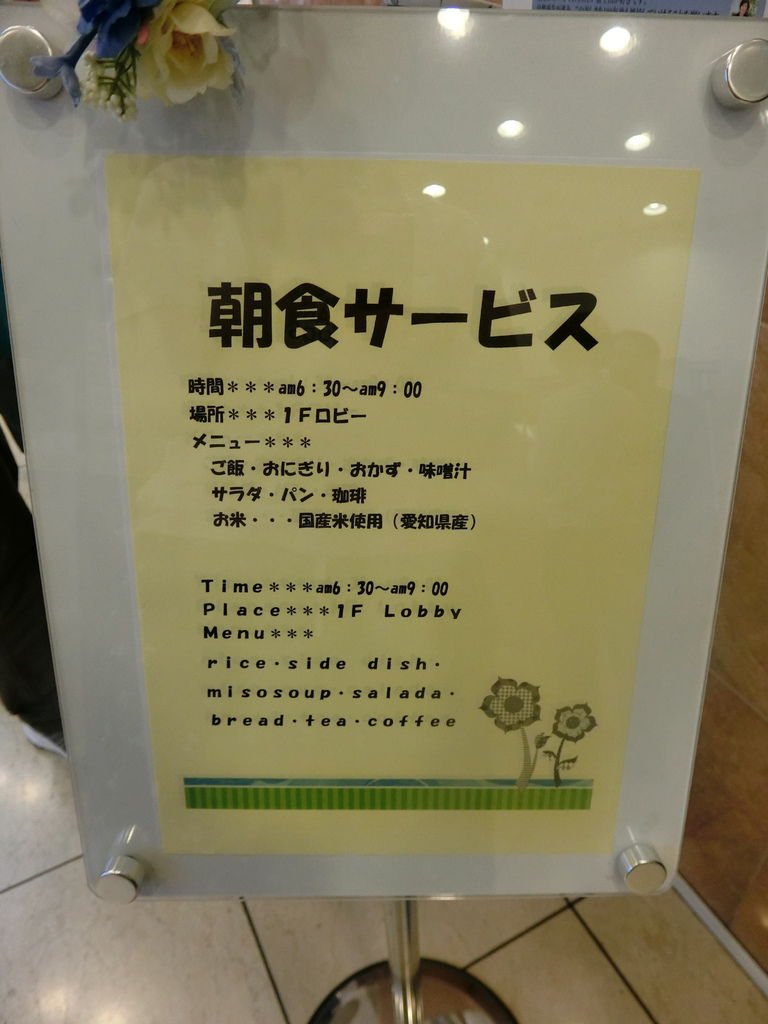 朝食サービス
時間＊＊＊am6：30～am9：00
場所＊＊＊１Ｆロビー
メニュー＊＊＊
ご飯・おにぎり・おかず・味噌汁
サラダ・パン・珈琲
お米・・・国産米使用（愛知県産）
Time＊＊＊am6：30～am9：00
Place＊＊＊1F Lobby
Menu＊＊＊
rice・side dish・
misosoup・salada・
bread・tea・coffee